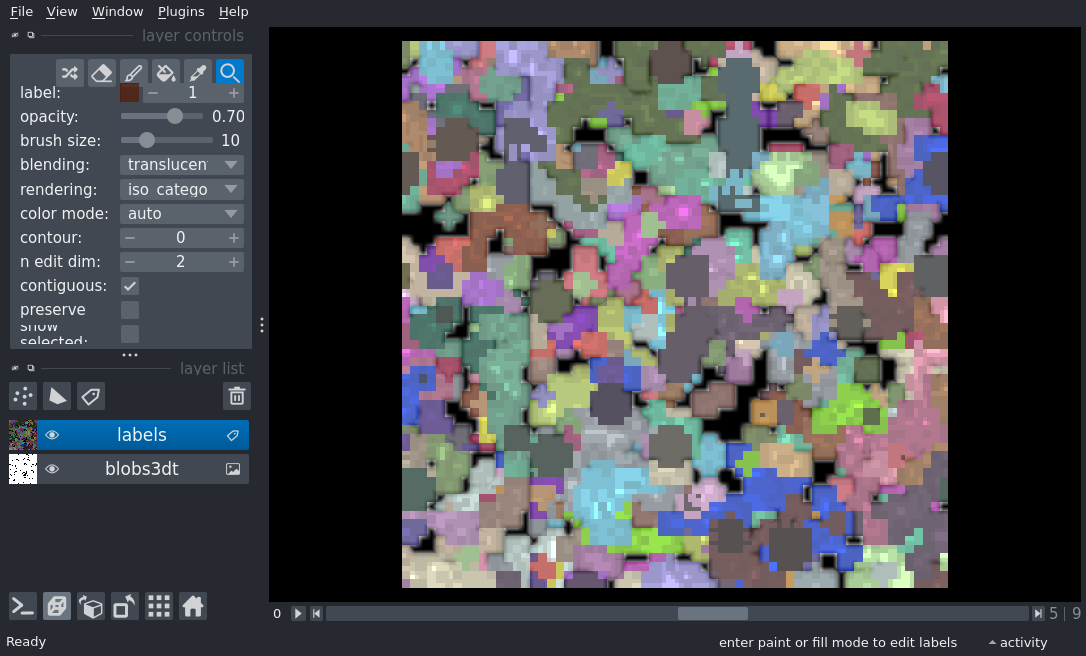 File View Window Plugins Help
layer controls
label: 1
opacity: 0.70
brush size: 10
blending: translucen
rendering: iso_catego
color mode: auto
contour: 0
n edit dim: 2
contiguous:
preserve
show
selected:
layer list
labels
blobs3dt
0 5 | 9
Ready enter paint or fill mode to edit labels activity